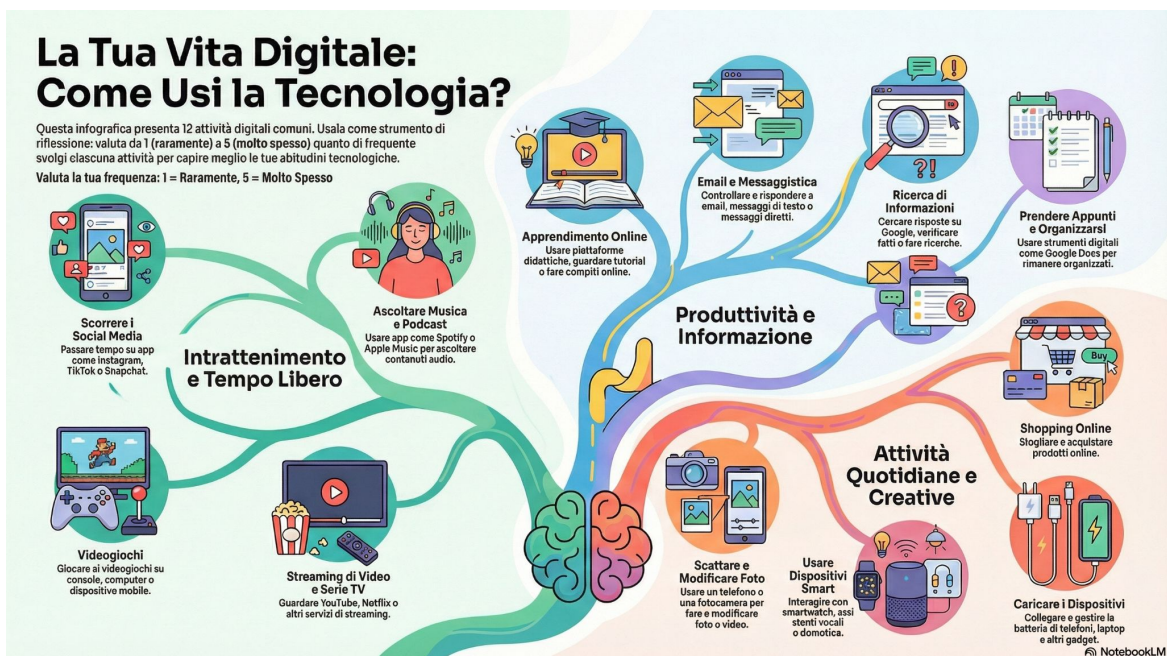 La Tua Vita Digitale:
Come Usi la Tecnologia?
Questa infografica presenta 12 attività digitali comuni. Usala come strumento di
riflessione: valuta da 1 (raramente) a 5 (molto spesso) quanto di frequente
svolgi clascuna attività per capire meglio le tue abitudini tecnologiche.
Valuta la tua frequenza: 1 = Raramente, 5 = Molto Spesso
Scorrere i
Social Media
Passare tempo su app
come instagram,
TikTok o Snapchat.
Ascoltare Musica
e Podcast
Usare app come Spotify o
Apple Music per ascoltore
contanuti audio.
Intrattenimento
e Tempo Libero
Videogiochi
Giocare ai videogiochi su
console, computer o
dispositive mobile.
Streaming di Video
e Serie TV
Guardare YouTube, Netflix o
altri servizi di streaming.
Apprendimento Online
Usare piattaforme
didattiche, guardare tutorial
o fare compiti online.
Email e Messaggistica
Controllare e rispondere a
email, messaggi di testo o
messaggi diretti.
?!
Ricerca di
Informazioni
Cercare risposte su
Google, verificare
fatti o fare ricerche.
Prendere Appunti
e Organizzarsl
Usare strumenti digitali
come Google Docs per
rimanere organizzati.
Produttività e
Informazione
?
Buy
Shopping Online
Sfogliare e acquistare
prodotti online.
Attività
Quotidiane e
Creative
Scattare e
Modificare Foto
Usare un telefono o
una fotocamera per
fare e modificare
foto o video.
Usare
Dispositivi
Smart
Interagire con
smartwatch, assi
stenti vocali
o domotica.
Caricare i Dispositivi
Collegare e gestire la
batteria di telefoni, laptop
e altri gadget.
NotebookLM